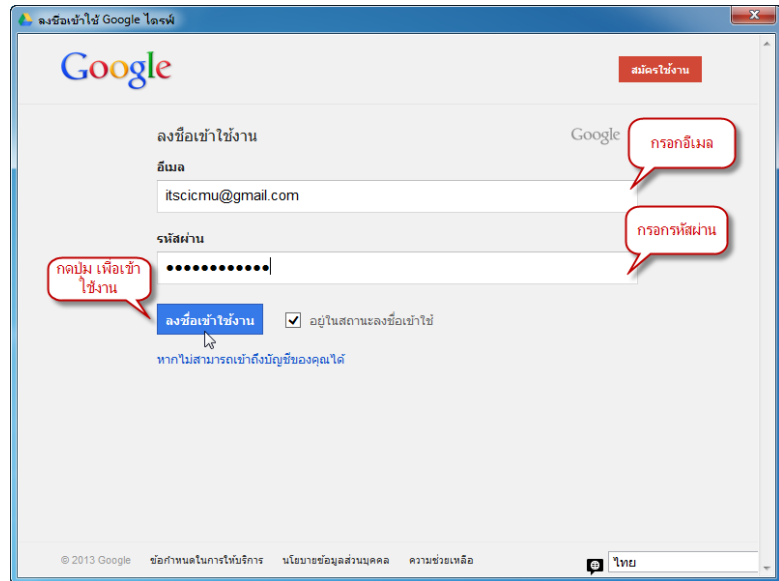 ลงชื่อเข้าใช้ Google ไดรฟ์
Google
สมัครใช้งาน
ลงชื่อเข้าใช้งาน
Google
กรอกอีเมล
อีเมล
itscicmu@gmail.com
รหัสผ่าน
กรอกรหัสผ่าน
••••••••••••
กดปุ่ม เพื่อเข้า
ใช้งาน
ลงชื่อเข้าใช้งาน
อยู่ในสถานะลงชื่อเข้าใช้
หากไม่สามารถเข้าถึงบัญชีของคุณได้
© 2013 Google ข้อกำหนดในการให้บริการ นโยบายข้อมูลส่วนบุคคล ความช่วยเหลือ
ไทย